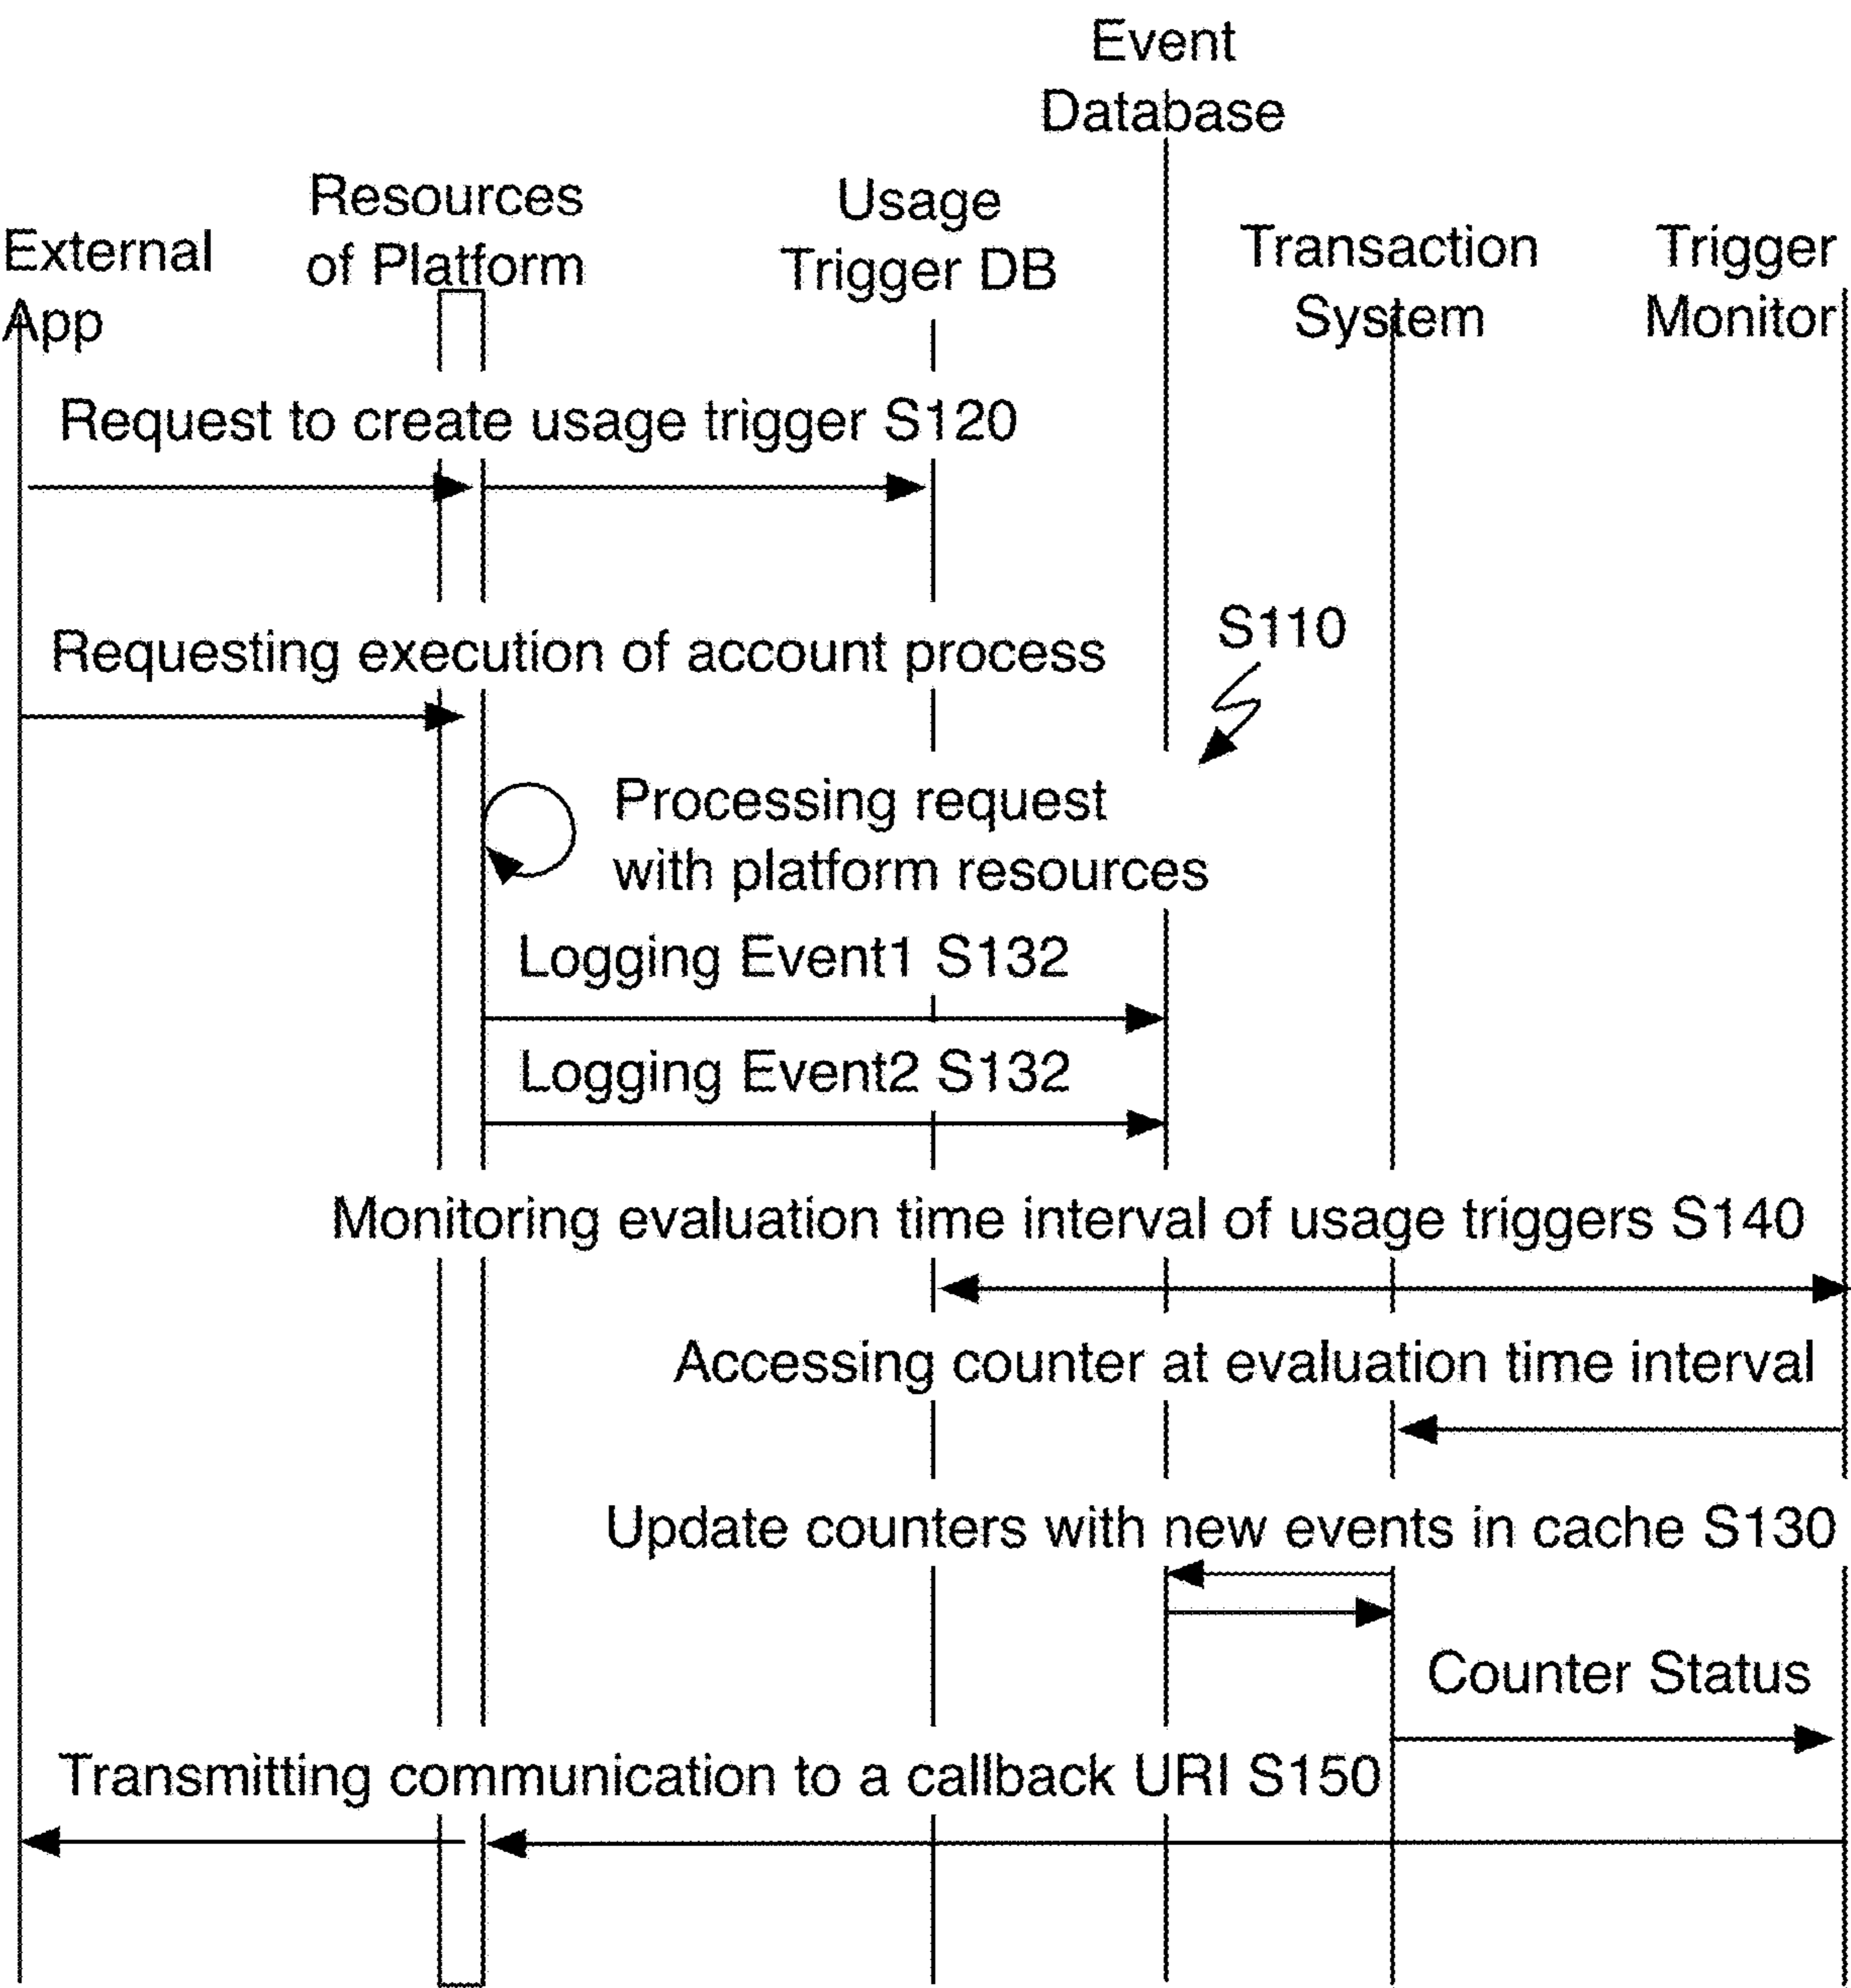 Event
Database
Resources
of Platform
Usage
Trigger DB
External
App
Transaction
System
Trigger
Monitor
Request to create usage trigger S120
Requesting execution of account process
S110
Processing request
with platform resources
Logging Event1 S132
Logging Event2 S132
Monitoring evaluation time interval of usage triggers S140
Accessing counter at evaluation time interval
Update counters with new events in cache S130
Counter Status
Transmitting communication to a callback URI S150